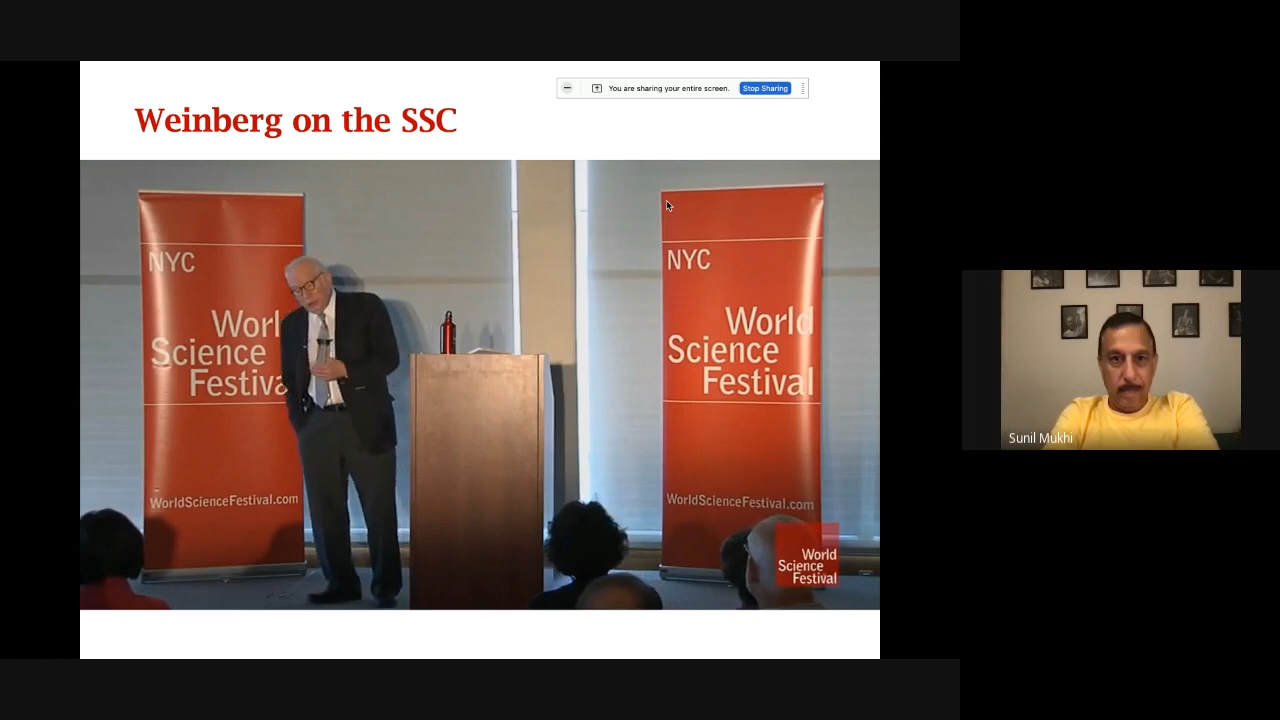 You are sharing your entire screen.
Stop Sharing
Weinberg on the SSC
NYC
World
Science
Festival
WorldScienceFestival.com
NYC
World
Science
Festival
WorldScienceFestival.com
World
Science
Festival
Sunil Mukhi